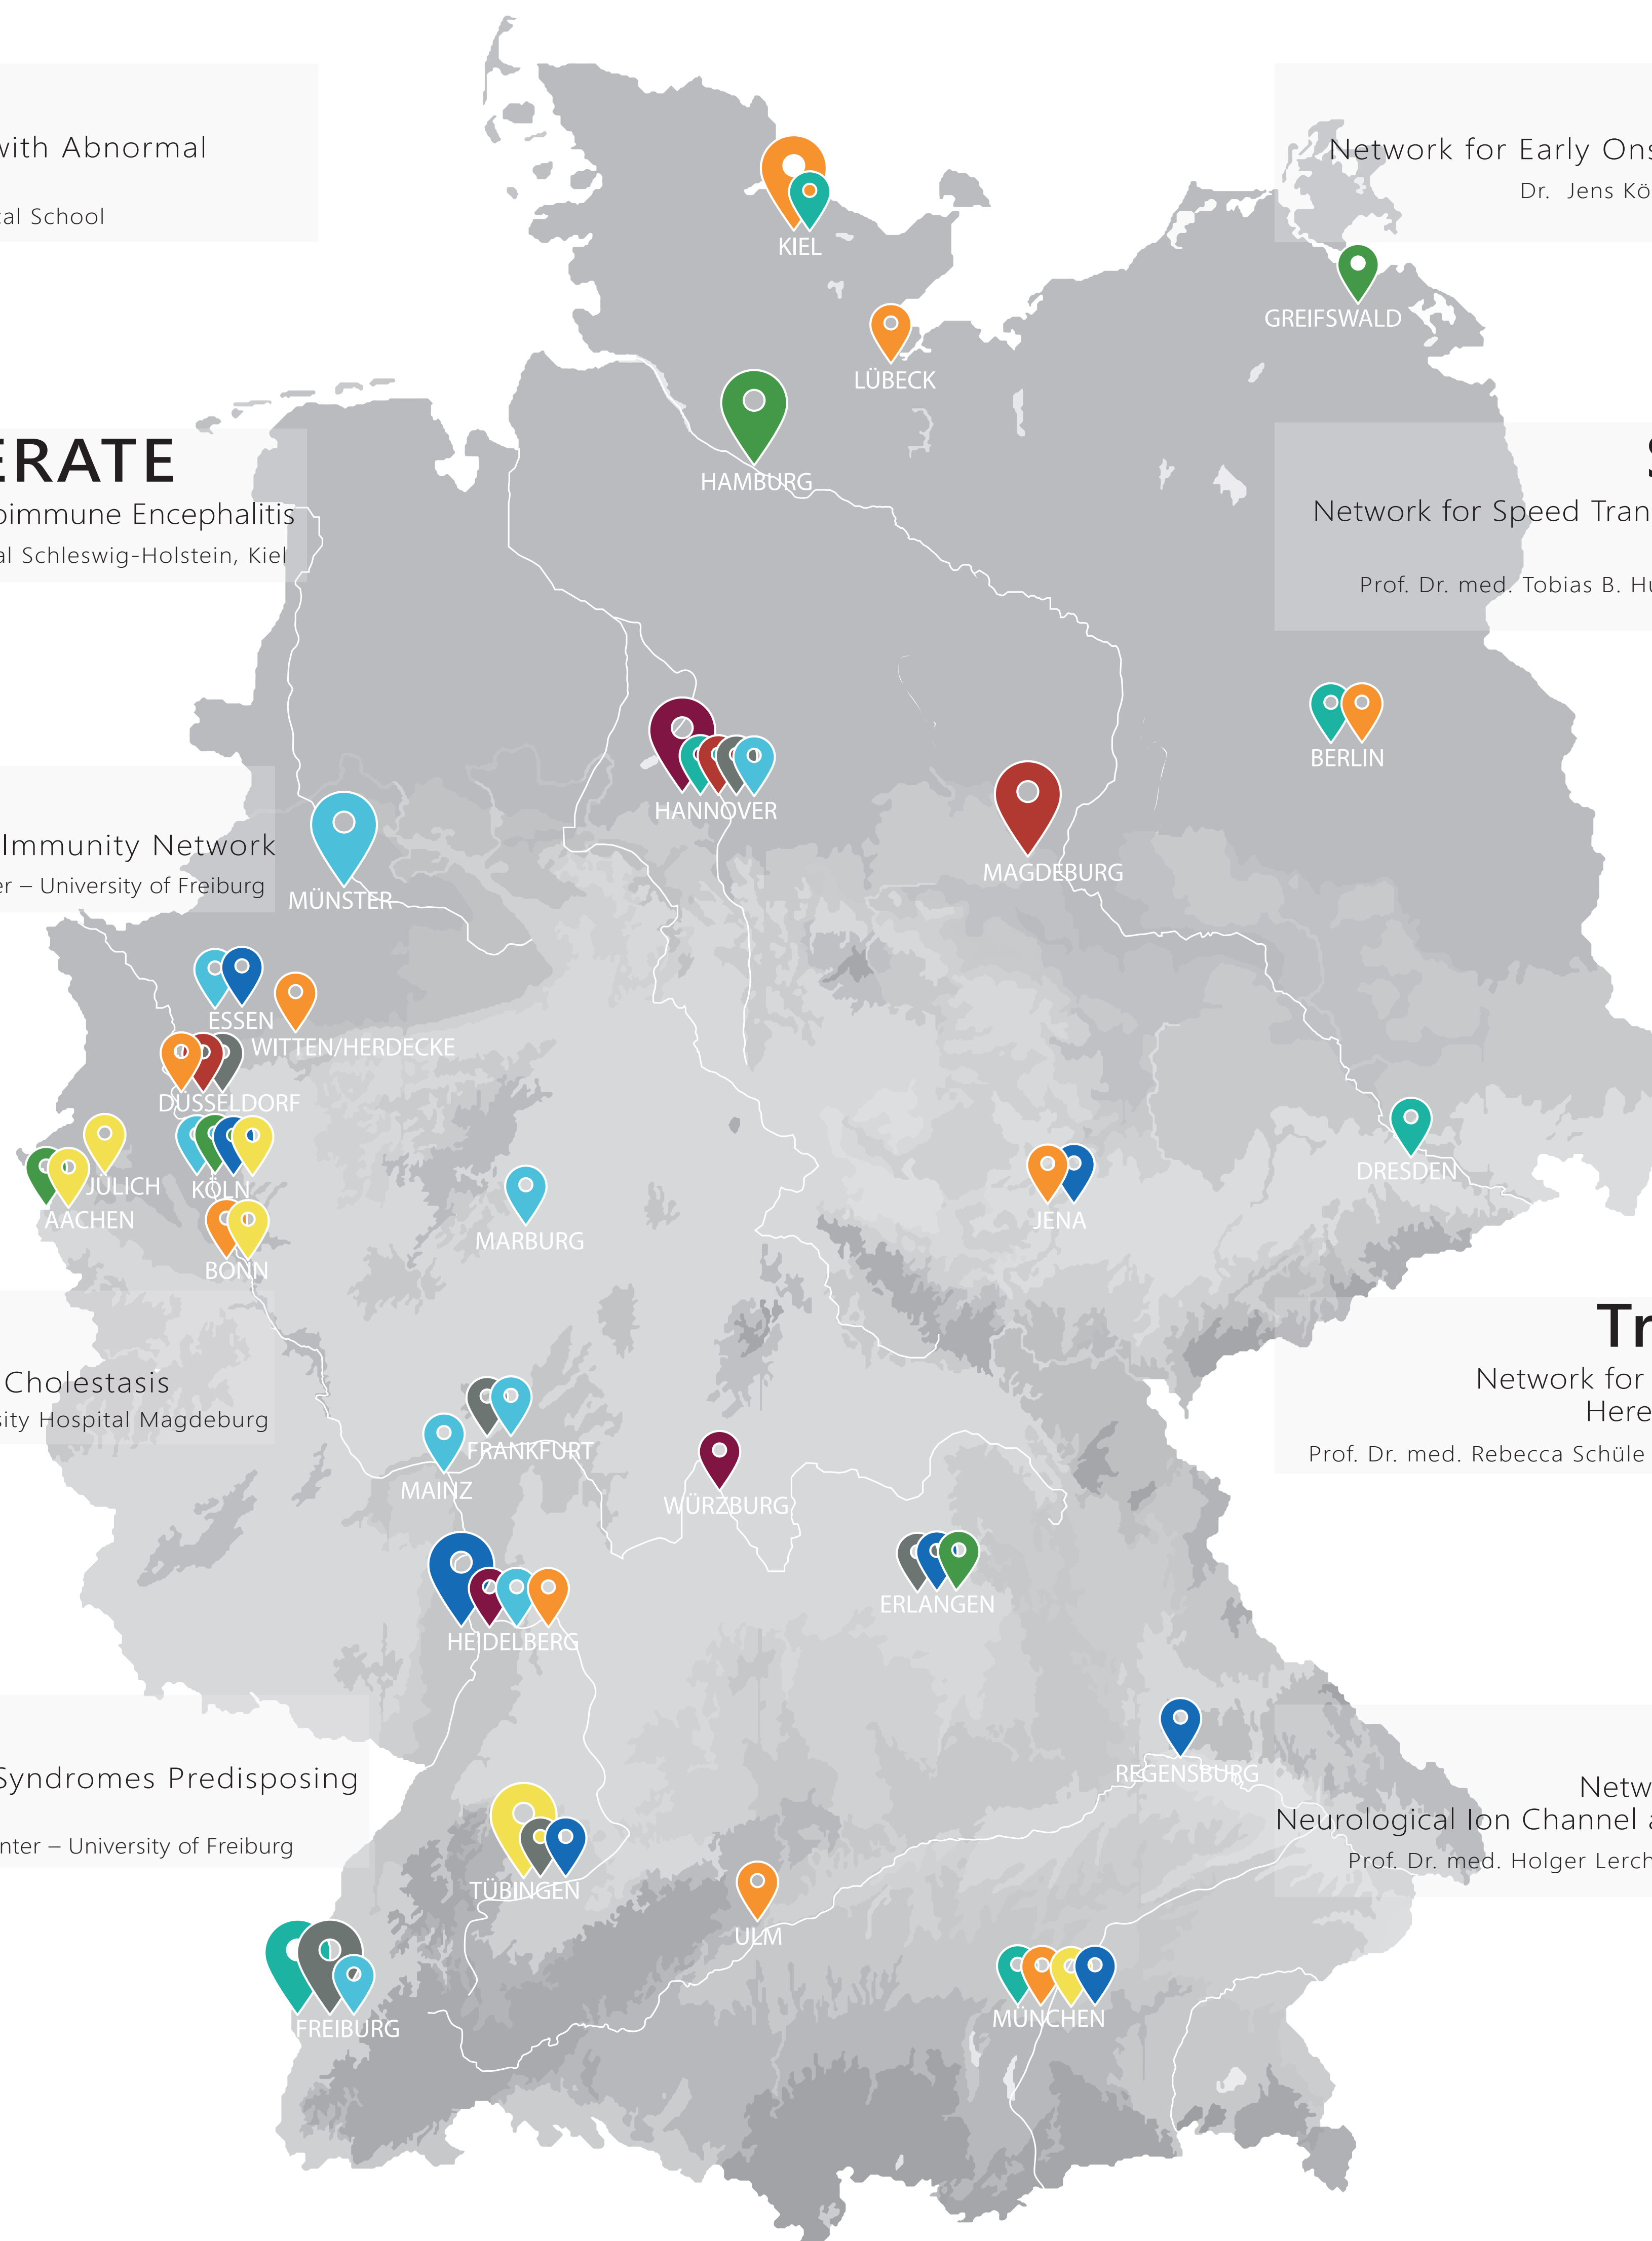 with Abnormal
Network for Early Ons
Dr. Jens Kö
cal School
KIEL
GREIFSWALD
LÜBECK
ERATE
HAMBURG
oimmune Encephalitis
Network for Speed Tran
al Schleswig-Holstein, Kiel
Prof. Dr. med. Tobias B. Hu
BERLIN
HANNOVER
Immunity Network
MAGDEBURG
er – University of Freiburg
MÜNSTER
ESSEN
WITTEN/HERDECKE
DÜSSELDORF
DRESDEN
JÜLICH
KÖLN
AACHEN
JENA
MARBURG
BONN
Tr
Cholestasis
Network for
Here
sity Hospital Magdeburg
FRANKFURT
Prof. Dr. med. Rebecca Schüle
MAINZ
WÜRZBURG
ERLANGEN
HEIDELBERG
REGENSBURG
Syndromes Predisposing
Netw
Neurological Ion Channel a
nter – University of Freiburg
Prof. Dr. med. Holger Lerch
TÜBINGEN
ULM
MÜNCHEN
FREIBURG